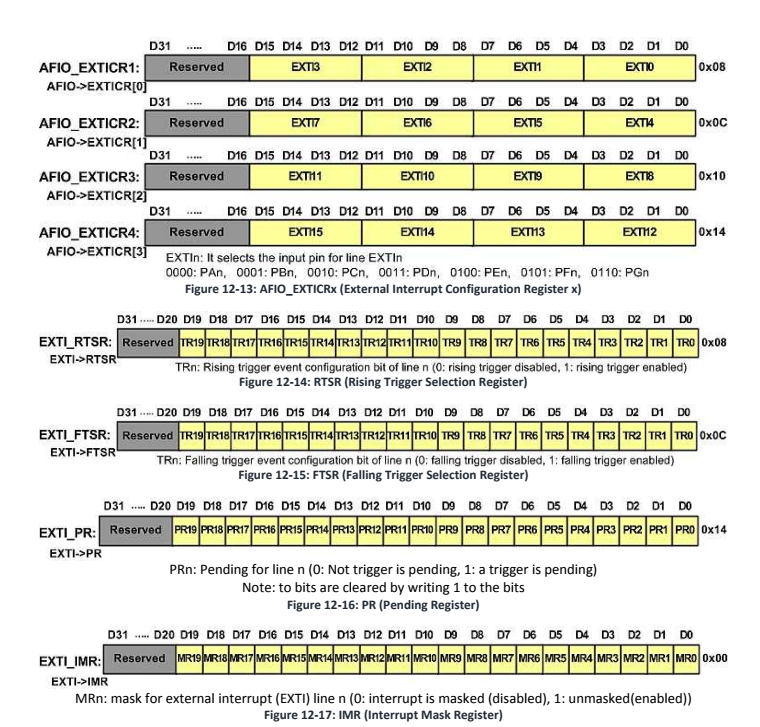 D31 ..... D16 D15 D14 D13 D12 D11 D10 D9 D8 D7 D6 D5 D4 D3 D2 D1 D0
AFIO_EXTICR1: Reserved EXTI3 EXTI2 EXTI1 EXTI0 0x08
AFIO->EXTICR[0]
D31 ..... D16 D15 D14 D13 D12 D11 D10 D9 D8 D7 D6 D5 D4 D3 D2 D1 D0
AFIO_EXTICR2: Reserved EXTI7 EXTI6 EXTI5 EXTI4 0x0C
AFIO->EXTICR[1]
D31 ..... D16 D15 D14 D13 D12 D11 D10 D9 D8 D7 D6 D5 D4 D3 D2 D1 D0
AFIO_EXTICR3: Reserved EXTI11 EXTI10 EXTI9 EXTI8 0x10
AFIO->EXTICR[2]
D31 ..... D16 D15 D14 D13 D12 D11 D10 D9 D8 D7 D6 D5 D4 D3 D2 D1 D0
AFIO_EXTICR4: Reserved EXTI15 EXTI14 EXTI13 EXTI12 0x14
AFIO->EXTICR[3]
EXTIn: It selects the input pin for line EXTIn
0000: PAn, 0001: PBn, 0010: PCn, 0011: PDn, 0100: PEn, 0101: PFn, 0110: PGn
Figure 12-13: AFIO_EXTICRx (External Interrupt Configuration Register x)
D31 ..... D20 D19 D18 D17 D16 D15 D14 D13 D12 D11 D10 D9 D8 D7 D6 D5 D4 D3 D2 D1 D0
EXTI_RTSR: Reserved TR19 TR18 TR17 TR16 TR15 TR14 TR13 TR12 TR11 TR10 TR9 TR8 TR7 TR6 TR5 TR4 TR3 TR2 TR1 TR0 0x08
EXTI->RTSR
TRn: Rising trigger event configuration bit of line n (0: rising trigger disabled, 1: rising trigger enabled)
Figure 12-14: RTSR (Rising Trigger Selection Register)
D31 ..... D20 D19 D18 D17 D16 D15 D14 D13 D12 D11 D10 D9 D8 D7 D6 D5 D4 D3 D2 D1 D0
EXTI_FTSR: Reserved TR19 TR18 TR17 TR16 TR15 TR14 TR13 TR12 TR11 TR10 TR9 TR8 TR7 TR6 TR5 TR4 TR3 TR2 TR1 TR0 0x0C
EXTI->FTSR
TRn: Falling trigger event configuration bit of line n (0: falling trigger disabled, 1: falling trigger enabled)
Figure 12-15: FTSR (Falling Trigger Selection Register)
D31 ..... D20 D19 D18 D17 D16 D15 D14 D13 D12 D11 D10 D9 D8 D7 D6 D5 D4 D3 D2 D1 D0
EXTI_PR: Reserved PR19 PR18 PR17 PR16 PR15 PR14 PR13 PR12 PR11 PR10 PR9 PR8 PR7 PR6 PR5 PR4 PR3 PR2 PR1 PR0 0x14
EXTI->PR
PRn: Pending for line n (0: Not trigger is pending, 1: a trigger is pending)
Note: to bits are cleared by writing 1 to the bits
Figure 12-16: PR (Pending Register)
D31 ..... D20 D19 D18 D17 D16 D15 D14 D13 D12 D11 D10 D9 D8 D7 D6 D5 D4 D3 D2 D1 D0
EXTI_IMR: Reserved MR19 MR18 MR17 MR16 MR15 MR14 MR13 MR12 MR11 MR10 MR9 MR8 MR7 MR6 MR5 MR4 MR3 MR2 MR1 MR0 0x00
EXTI->IMR
MRn: mask for external interrupt (EXTI) line n (0: interrupt is masked (disabled), 1: unmasked(enabled))
Figure 12-17: IMR (Interrupt Mask Register)